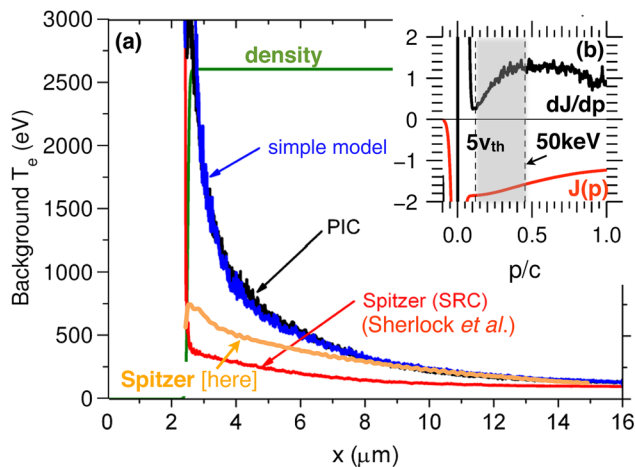 (a)
density
simple model
PIC
Spitzer (SRC)
(Sherlock et al.)
Spitzer [here]
Background Te (eV)
3000
2500
2000
1500
1000
500
0
0 2 4 6 8 10 12 14 16
x (μm)
(b)
dJ/dp
5vth
50keV
J(p)
2
1
0
−1
−2
0.0 0.5 1.0
p/c